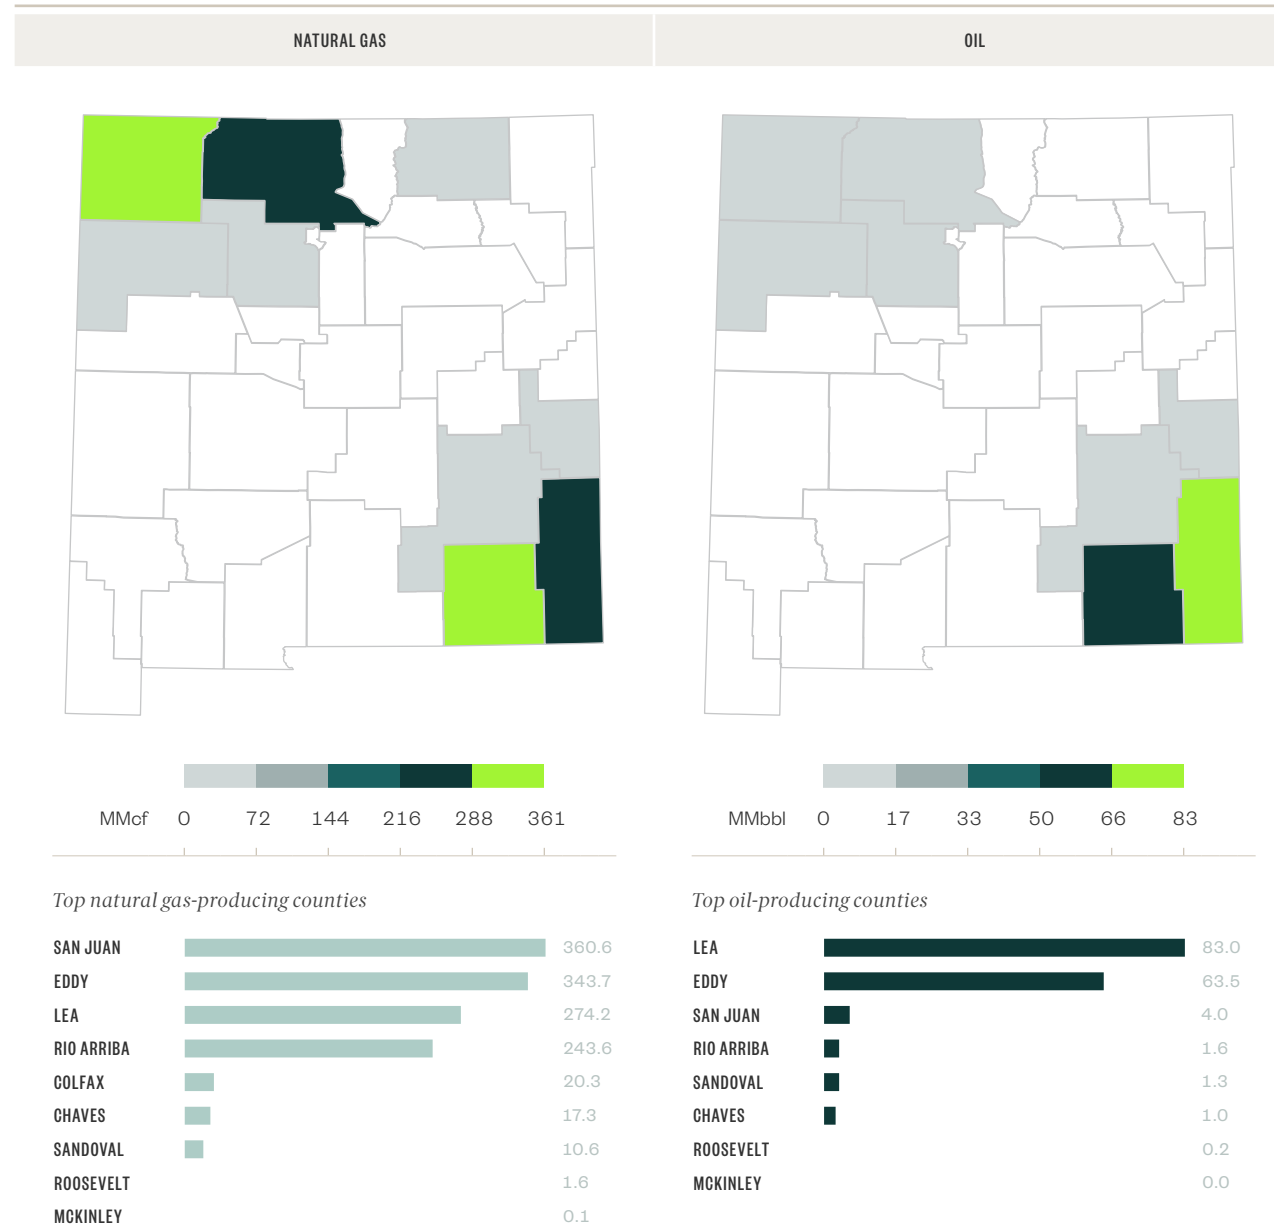 NATURAL GAS
OIL
MMcf 0 72 144 216 288 361
MMbbl 0 17 33 50 66 83
Top natural gas-producing counties
SAN JUAN 360.6
EDDY 343.7
LEA 274.2
RIO ARRIBA 243.6
COLFAX 20.3
CHAVES 17.3
SANDOVAL 10.6
ROOSEVELT 1.6
MCKINLEY 0.1
Top oil-producing counties
LEA 83.0
EDDY 63.5
SAN JUAN 4.0
RIO ARRIBA 1.6
SANDOVAL 1.3
CHAVES 1.0
ROOSEVELT 0.2
MCKINLEY 0.0